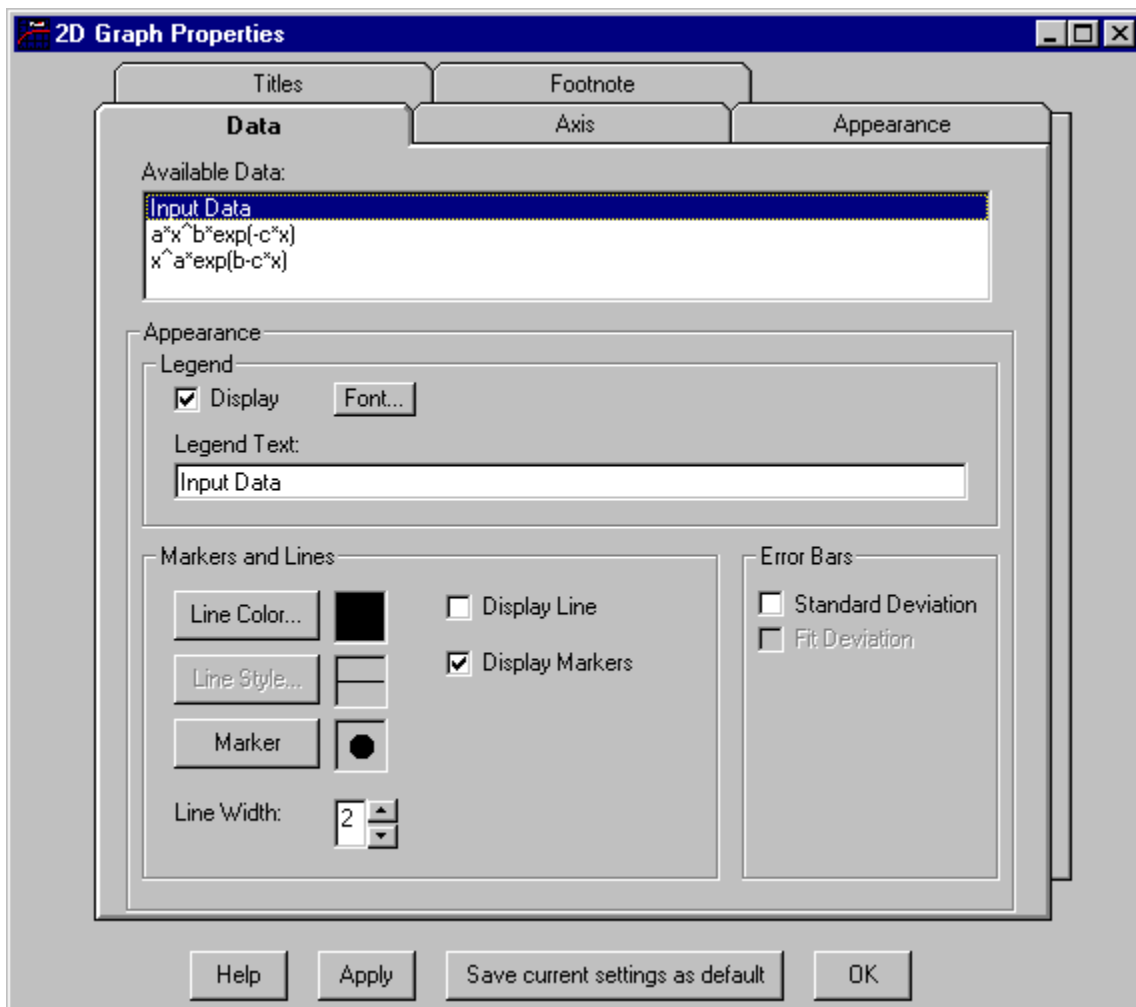 2D Graph Properties
Titles Footnote
Data Axis Appearance
Available Data:
Input Data
a*x^b*exp(-c*x)
x^a*exp(b-c*x)
Appearance
Legend
Display Font...
Legend Text:
Input Data
Markers and Lines Error Bars
Line Color... Display Line Standard Deviation
Fit Deviation
Line Style... Display Markers
Marker
Line Width: 2
Help Apply Save current settings as default OK